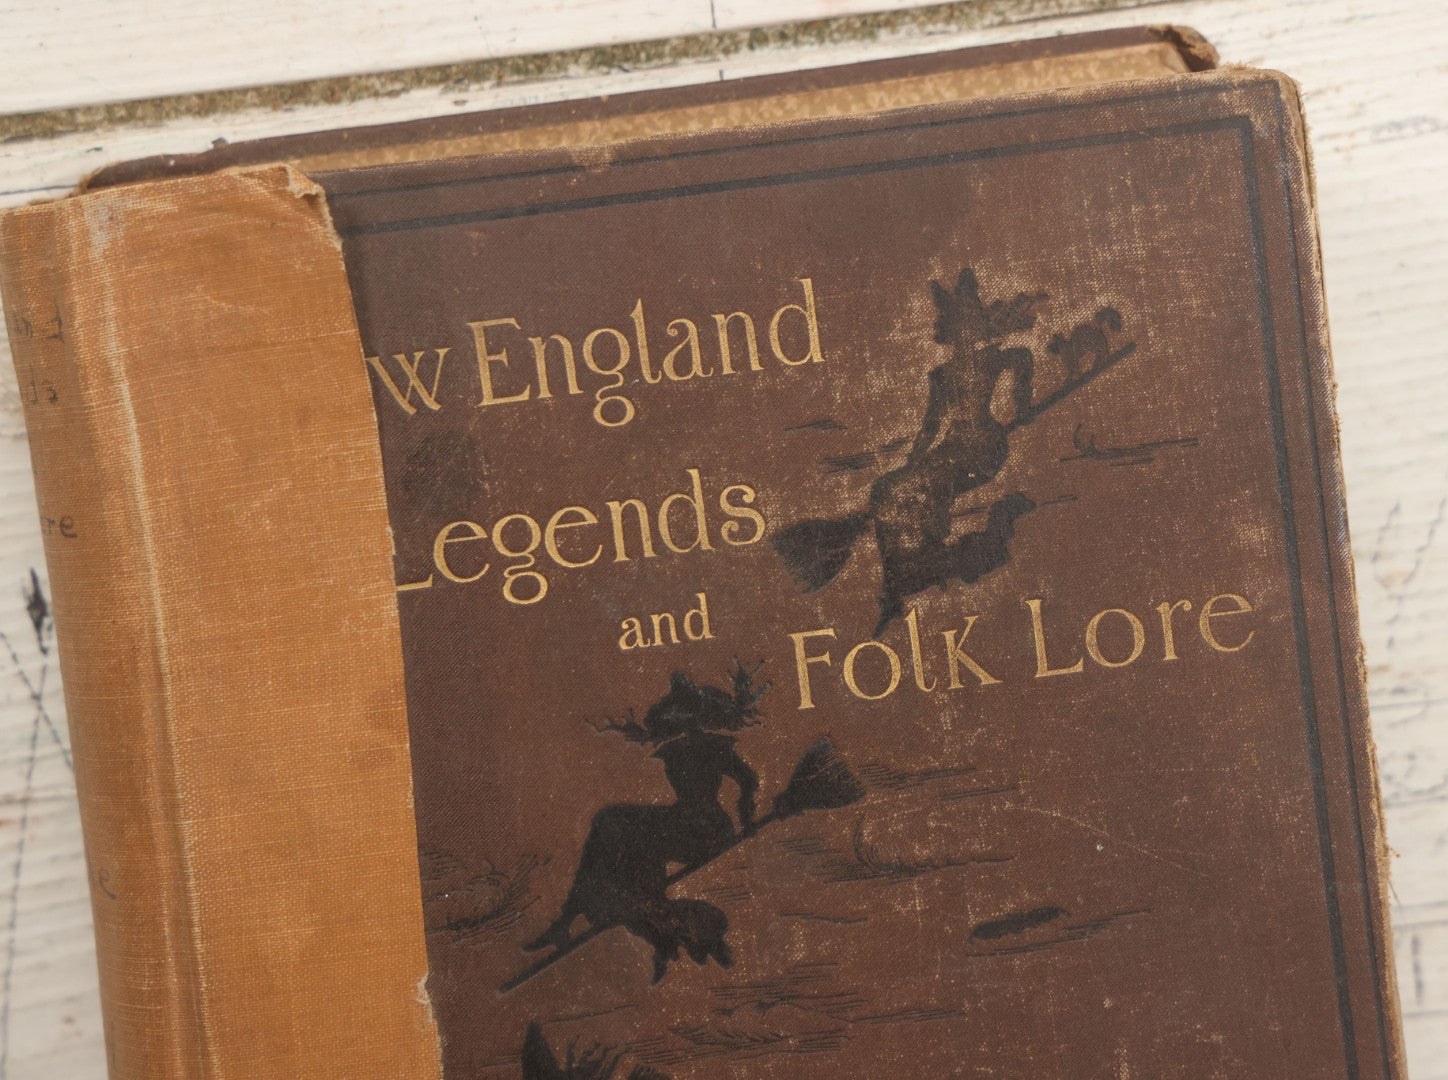 w England
Legends
and
Folk Lore